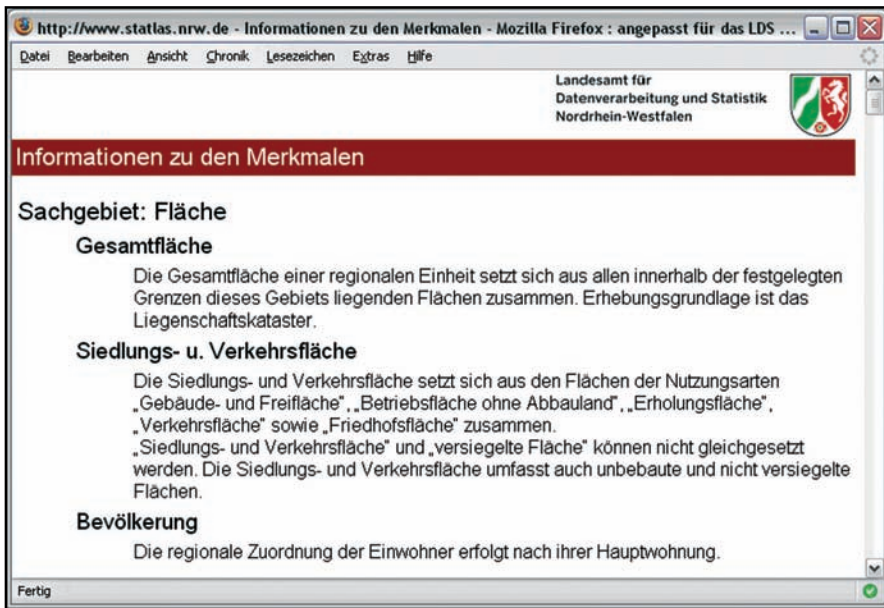 http://www.statlas.nrw.de - Informationen zu den Merkmalen - Mozilla Firefox : angepasst für das LDS ...
Datei Bearbeiten Ansicht Chronik Lesezeichen Extras Hilfe
Landesamt für
Datenverarbeitung und Statistik
Nordrhein-Westfalen
Informationen zu den Merkmalen
Sachgebiet: Fläche
Gesamtfläche
Die Gesamtfläche einer regionalen Einheit setzt sich aus allen innerhalb der festgelegten
Grenzen dieses Gebiets liegenden Flächen zusammen. Erhebungsgrundlage ist das
Liegenschaftskataster.
Siedlungs- u. Verkehrsfläche
Die Siedlungs- und Verkehrsfläche setzt sich aus den Flächen der Nutzungsarten
„Gebäude- und Freifläche“, „Betriebsfläche ohne Abbauland“, „Erholungsfläche“,
„Verkehrsfläche“ sowie „Friedhofsfläche“ zusammen.
„Siedlungs- und Verkehrsfläche“ und „versiegelte Fläche“ können nicht gleichgesetzt
werden. Die Siedlungs- und Verkehrsfläche umfasst auch unbebaute und nicht versiegelte
Flächen.
Bevölkerung
Die regionale Zuordnung der Einwohner erfolgt nach ihrer Hauptwohnung.
Fertig